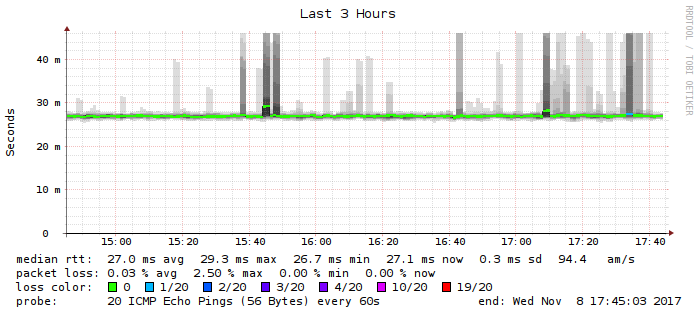 Last 3 Hours
RRDTOOL / TOBI OETIKER
Seconds
40 m
30 m
20 m
10 m
0
15:00 15:20 15:40 16:00 16:20 16:40 17:00 17:20 17:40
median rtt: 27.0 ms avg 29.3 ms max 26.7 ms min 27.1 ms now 0.3 ms sd 94.4 am/s
packet loss: 0.03 % avg 2.50 % max 0.00 % min 0.00 % now
loss color: 0 1/20 2/20 3/20 4/20 10/20 19/20
probe: 20 ICMP Echo Pings (56 Bytes) every 60s end: Wed Nov 8 17:45:03 2017